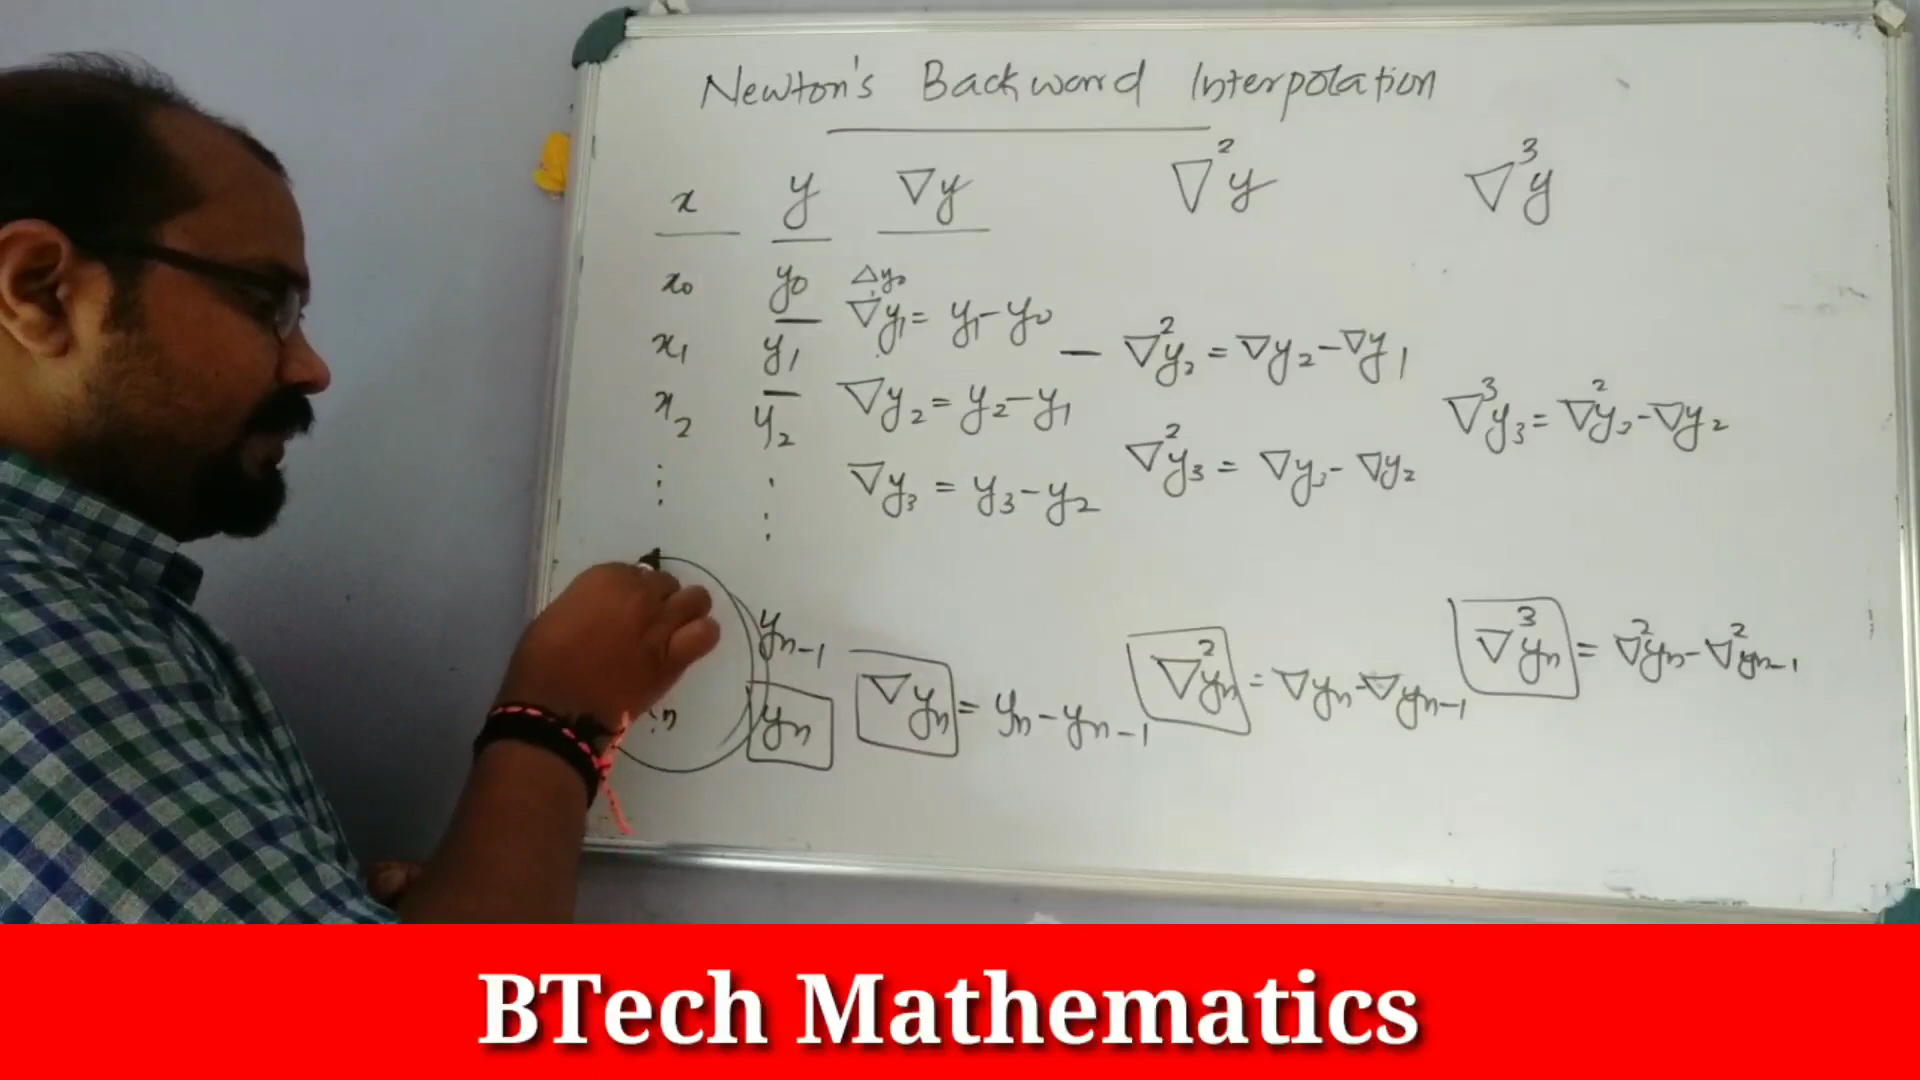 Newton's Backward Interpolation
x y ∇y ∇²y ∇³y
x₀ y₀ Δy₀
∇y₁ = y₁ - y₀
x₁ y₁ — ∇²y₂ = ∇y₂ - ∇y₁
x₂ y₂ ∇y₂ = y₂ - y₁ ∇³y₃ = ∇²y₃ - ∇y₂
∇y₃ = y₃ - y₂ ∇²y₃ = ∇y₃ - ∇y₂
yₙ₋₁ ∇³yₙ = ∇²yₙ - ∇²yₙ₋₁
yₙ ∇yₙ = yₙ - yₙ₋₁ ∇²yₙ = ∇yₙ - ∇yₙ₋₁
BTech Mathematics